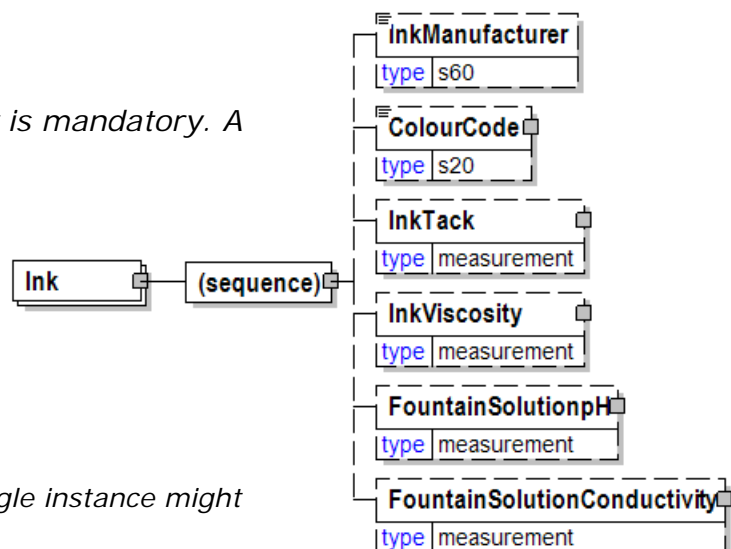 InkManufacturer
type s60
is mandatory. A
ColourCode
type s20
InkTack
type measurement
Ink
(sequence)
InkViscosity
type measurement
FountainSolutionpH
type measurement
gle instance might
FountainSolutionConductivity
type measurement